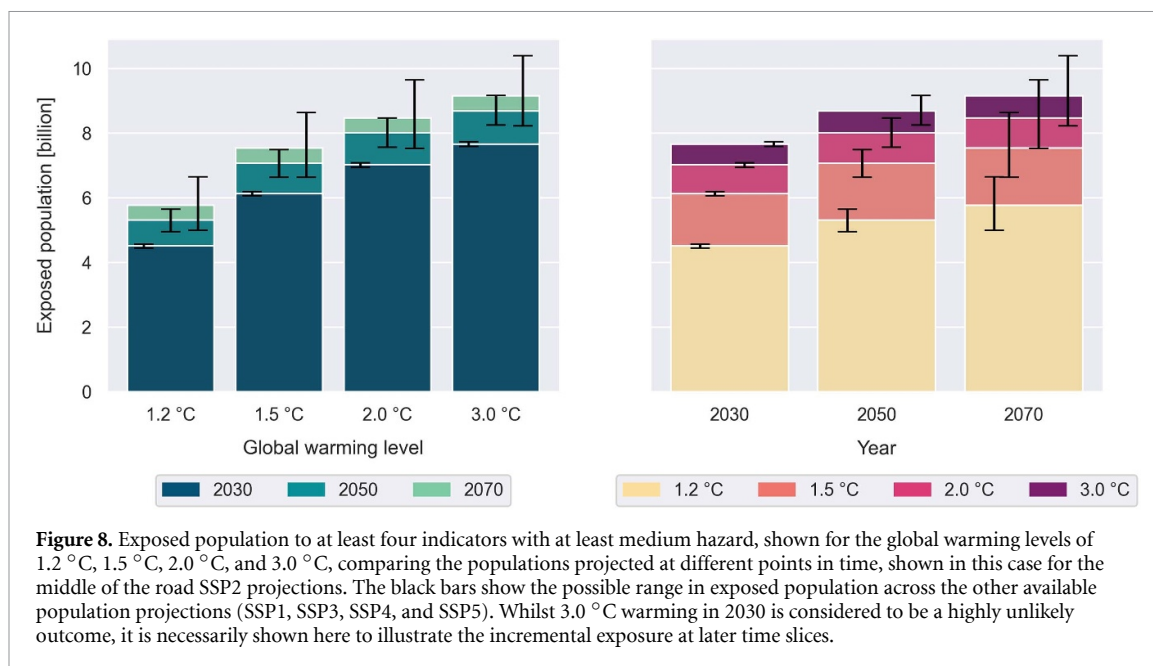 10
8
6
4
2
0
Exposed population [billion]
1.2 °C 1.5 °C 2.0 °C 3.0 °C
Global warming level
2030 2050 2070
2030 2050 2070
Year
1.2 °C 1.5 °C 2.0 °C 3.0 °C
Figure 8. Exposed population to at least four indicators with at least medium hazard, shown for the global warming levels of
1.2 °C, 1.5 °C, 2.0 °C, and 3.0 °C, comparing the populations projected at different points in time, shown in this case for the
middle of the road SSP2 projections. The black bars show the possible range in exposed population across the other available
population projections (SSP1, SSP3, SSP4, and SSP5). Whilst 3.0 °C warming in 2030 is considered to be a highly unlikely
outcome, it is necessarily shown here to illustrate the incremental exposure at later time slices.